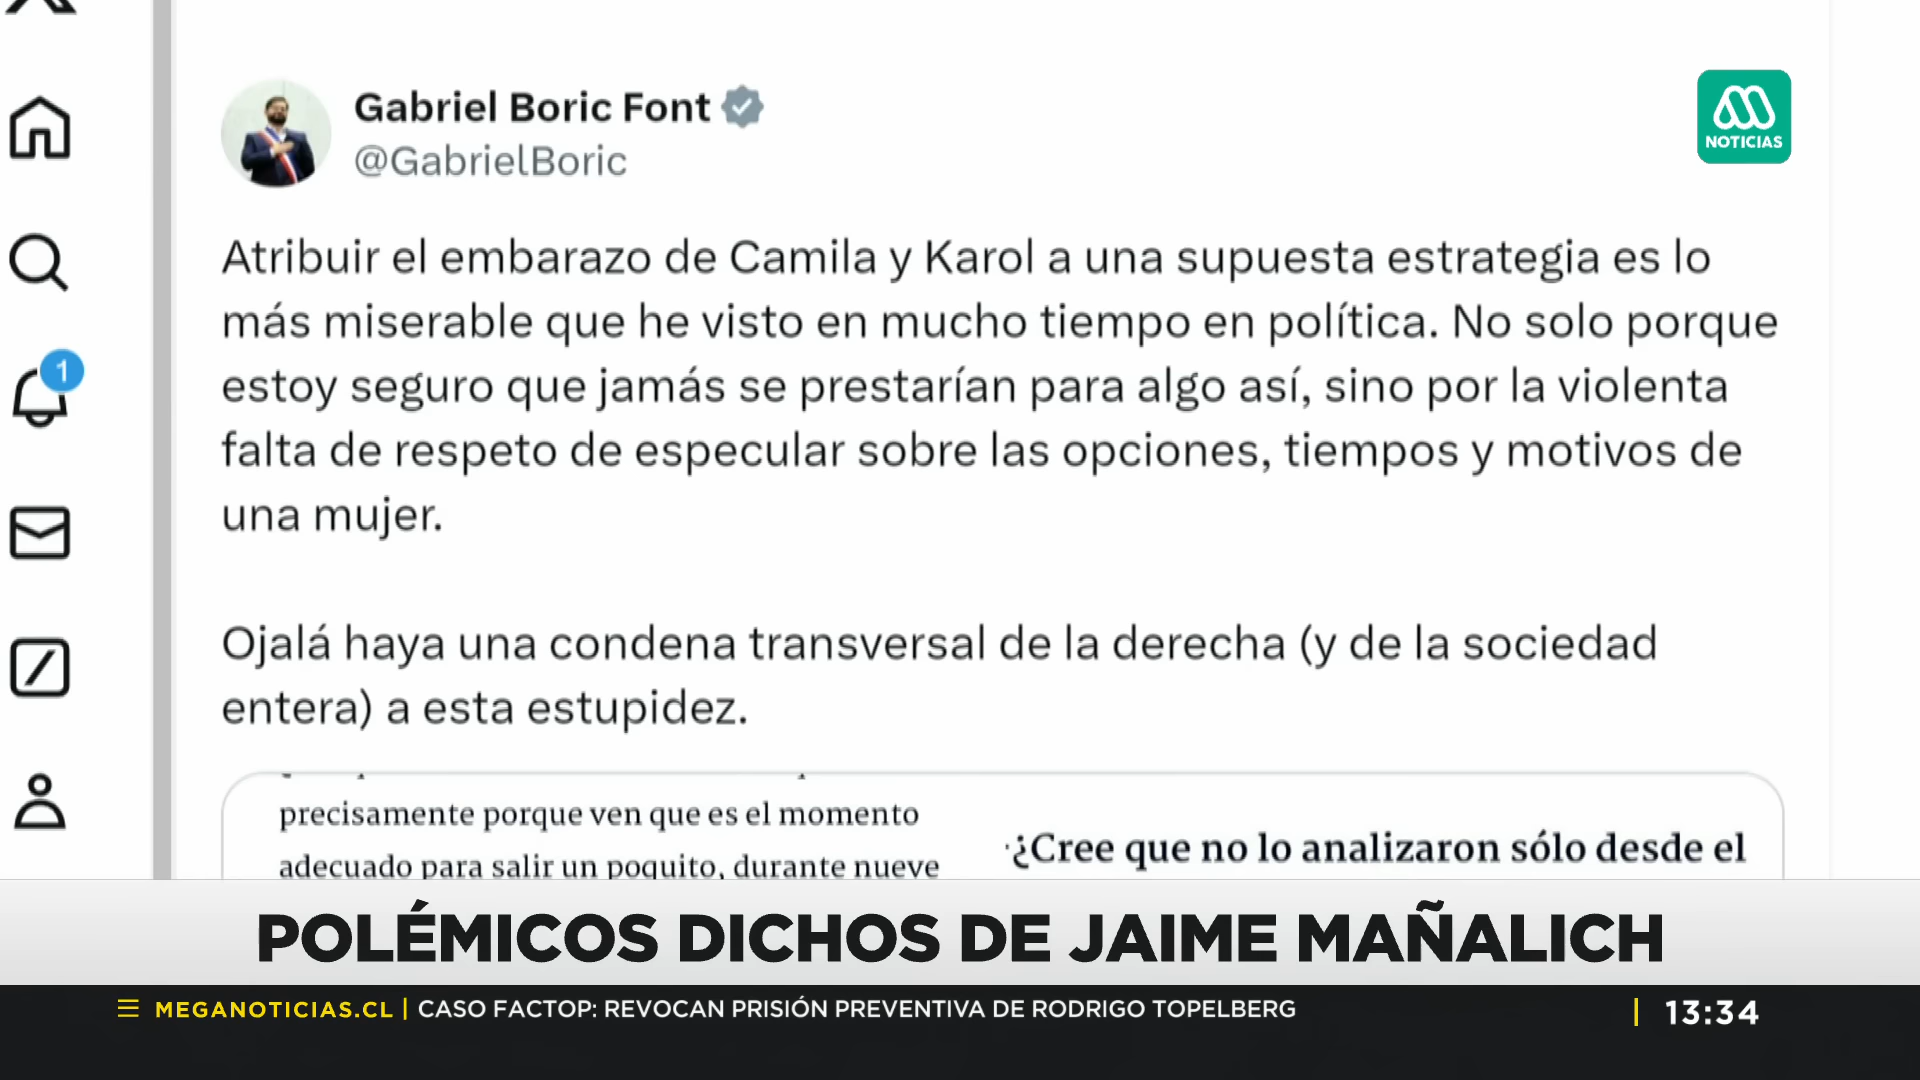 Gabriel Boric Font
@GabrielBoric
NOTICIAS
1
Atribuir el embarazo de Camila y Karol a una supuesta estrategia es lo
más miserable que he visto en mucho tiempo en política. No solo porque
estoy seguro que jamás se prestarían para algo así, sino por la violenta
falta de respeto de especular sobre las opciones, tiempos y motivos de
una mujer.
Ojalá haya una condena transversal de la derecha (y de la sociedad
entera) a esta estupidez.
precisamente porque ven que es el momento
adecuado para salir un poquito, durante nueve
¿Cree que no lo analizaron sólo desde el
POLÉMICOS DICHOS DE JAIME MAÑALICH
MEGANOTICIAS.CL | CASO FACTOP: REVOCAN PRISIÓN PREVENTIVA DE RODRIGO TOPELBERG
| 13:34